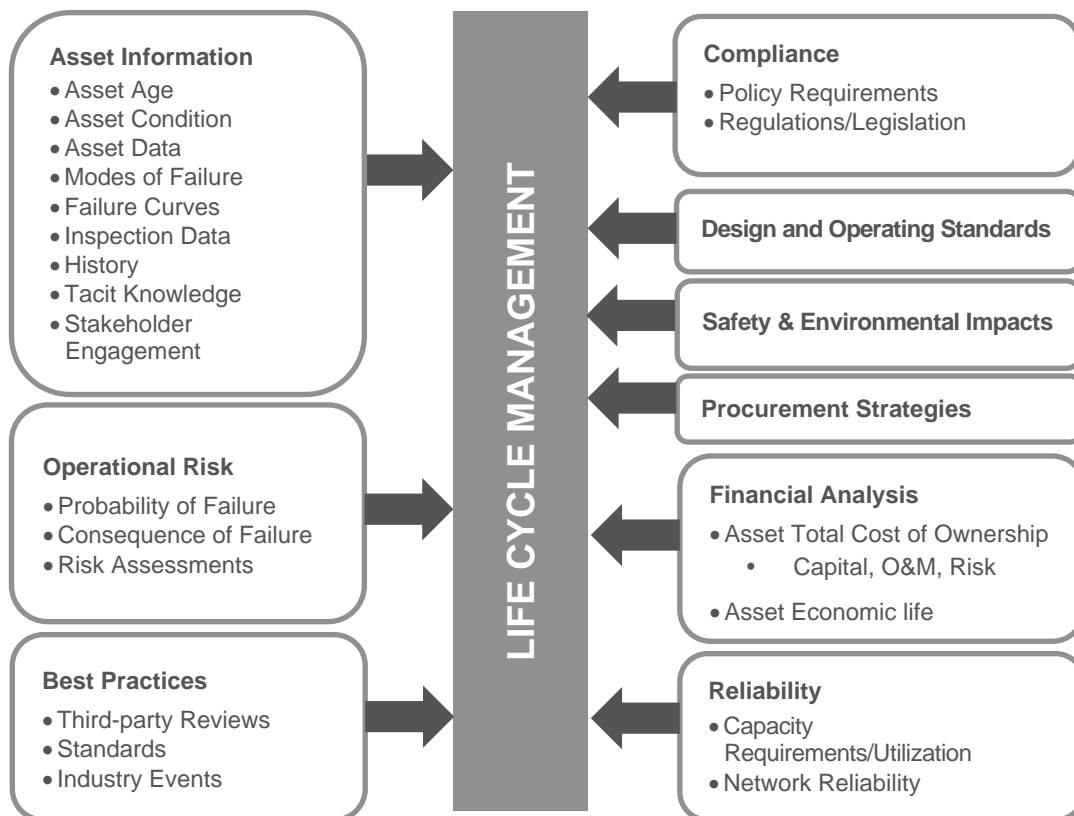 Asset Information
• Asset Age
• Asset Condition
• Asset Data
• Modes of Failure
• Failure Curves
• Inspection Data
• History
• Tacit Knowledge
• Stakeholder
Engagement
Operational Risk
• Probability of Failure
• Consequence of Failure
• Risk Assessments
Best Practices
• Third-party Reviews
• Standards
• Industry Events
LIFE CYCLE MANAGEMENT
Compliance
• Policy Requirements
• Regulations/Legislation
Design and Operating Standards
Safety & Environmental Impacts
Procurement Strategies
Financial Analysis
• Asset Total Cost of Ownership
• Capital, O&M, Risk
• Asset Economic life
Reliability
• Capacity
Requirements/Utilization
• Network Reliability